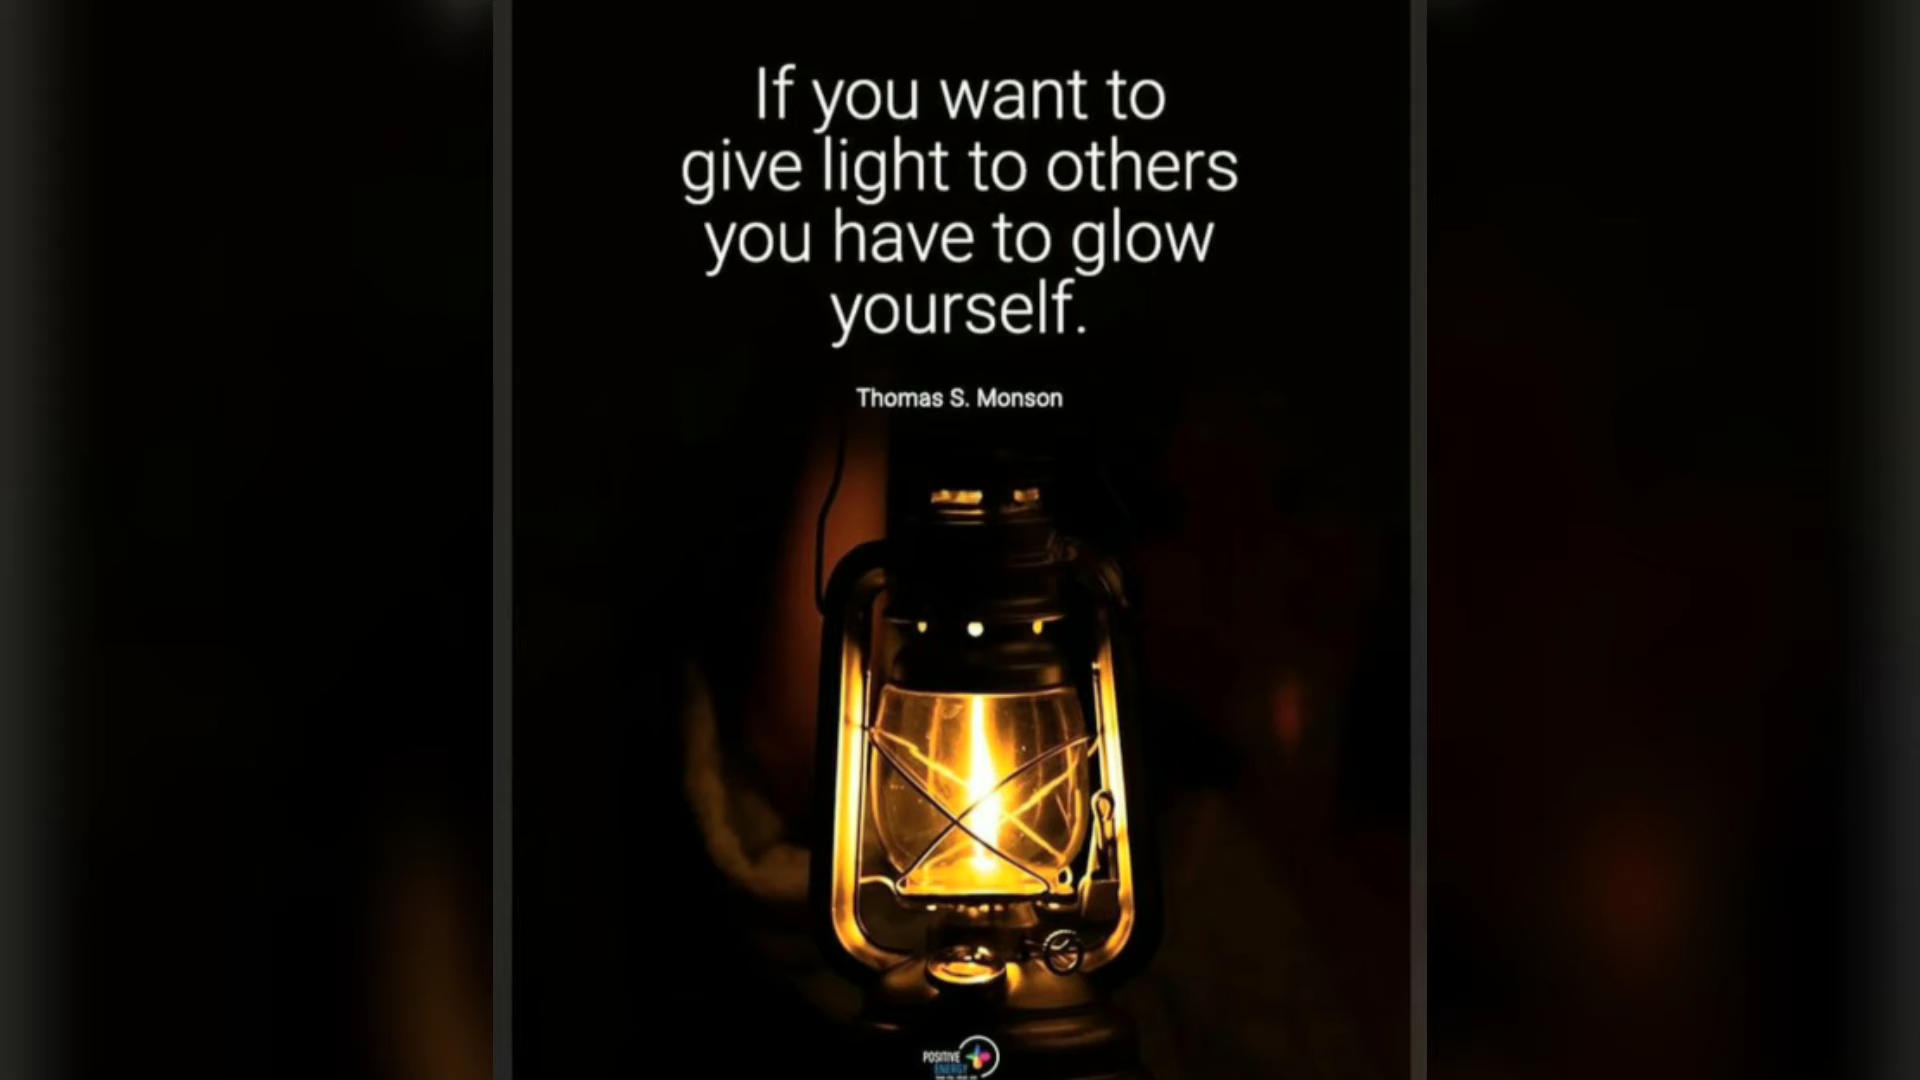 If you want to
give light to others
you have to glow
yourself.
Thomas S. Monson
POSITIVE
ENERGY